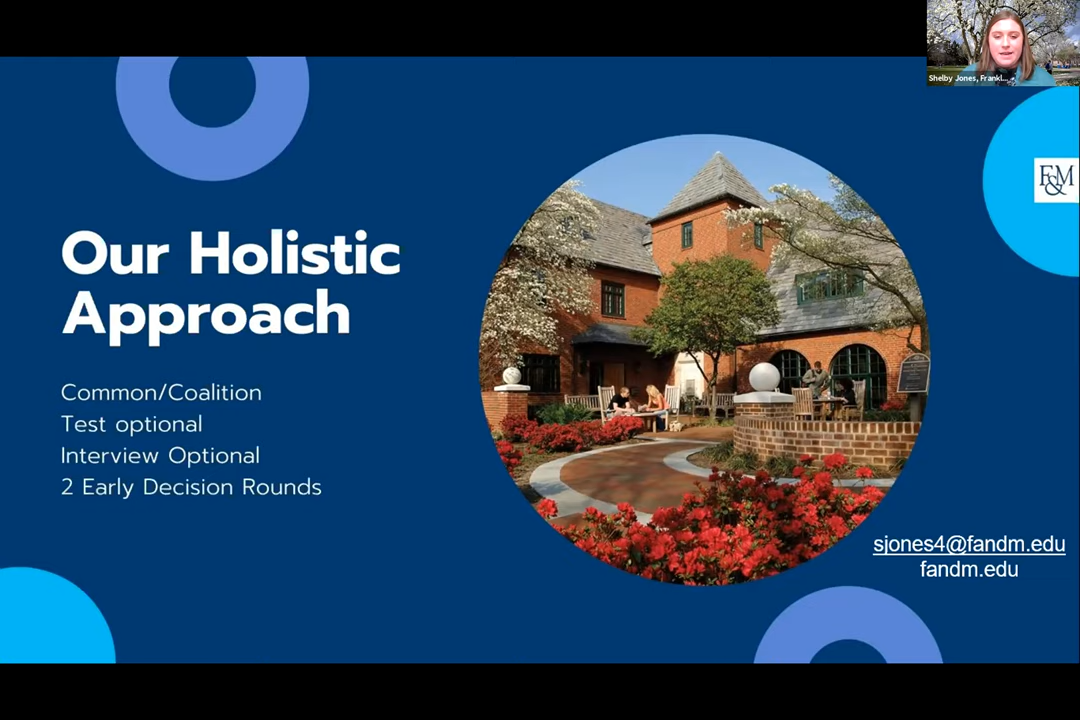 Shelby Jones, Frankl...
F&M
Our Holistic
Approach
Common/Coalition
Test optional
Interview Optional
2 Early Decision Rounds
sjones4@fandm.edu
fandm.edu